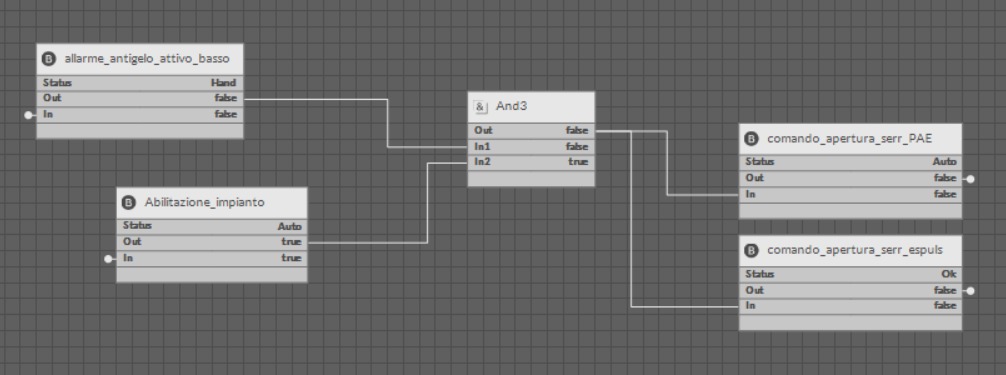 B allarme_antigelo_attivo_basso
Status Hand
Out false
In false
& And3
Out false
In1 false
In2 true
B comando_apertura_serr_PAE
Status Auto
Out false
In false
B Abilitazione_impianto
Status Auto
Out true
In true
B comando_apertura_serr_espuls
Status Ok
Out false
In false